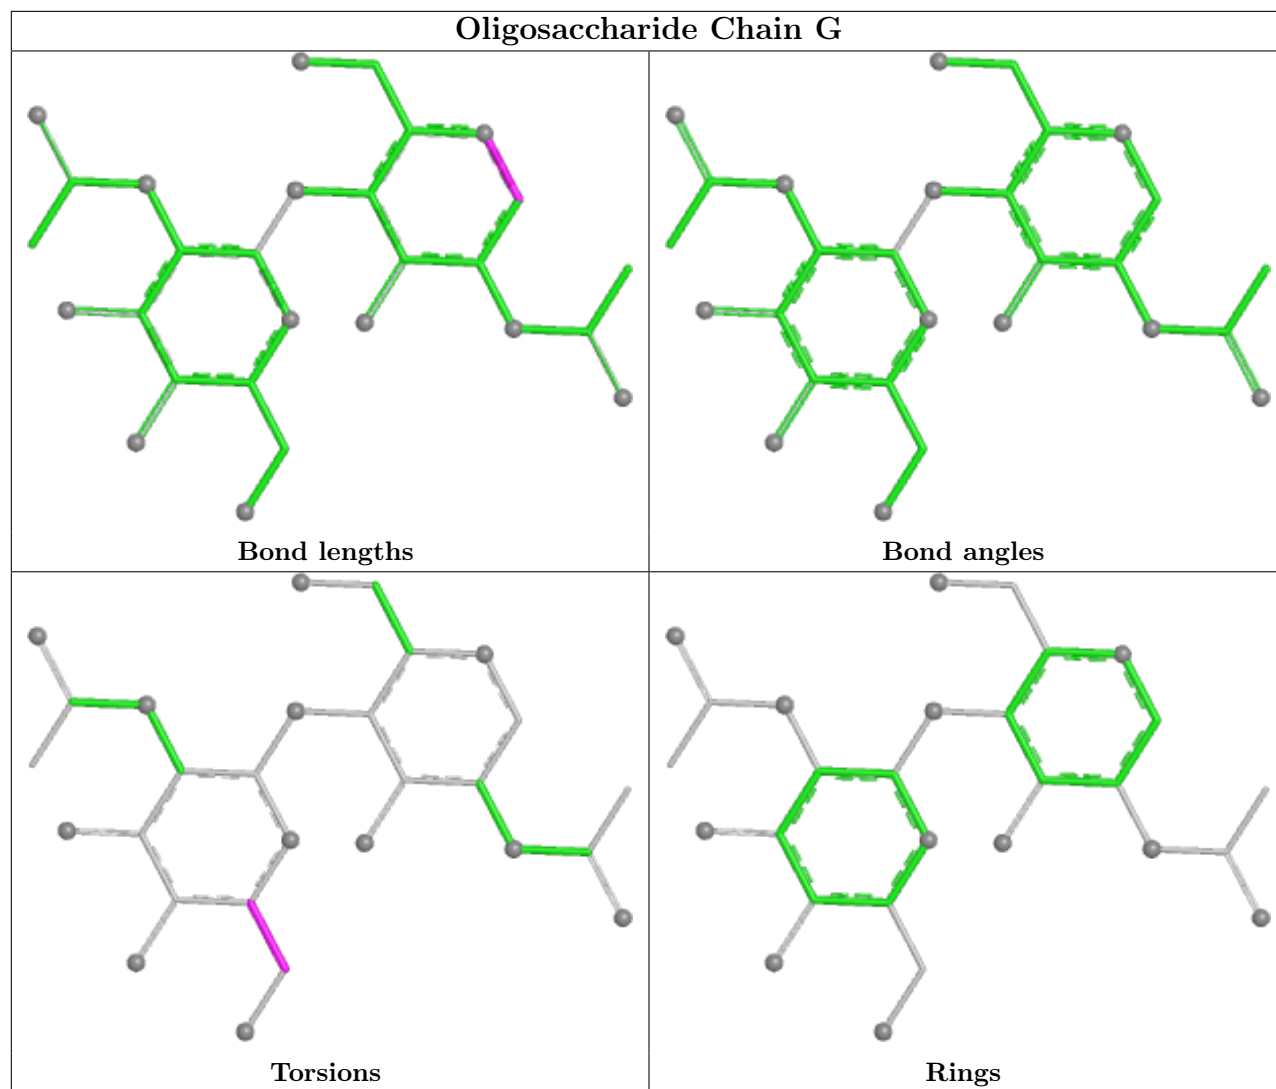 Oligosaccharide Chain G
Bond lengths
Bond angles
Torsions
Rings